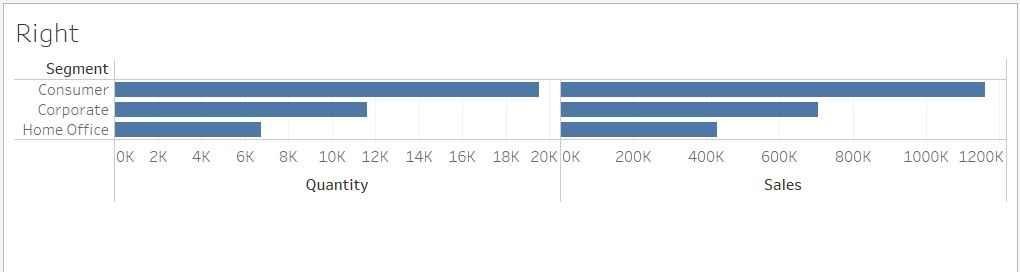 Right
Segment
Consumer
Corporate
Home Office
0K 2K 4K 6K 8K 10K 12K 14K 16K 18K 20K 0K 200K 400K 600K 800K 1000K 1200K
Quantity Sales